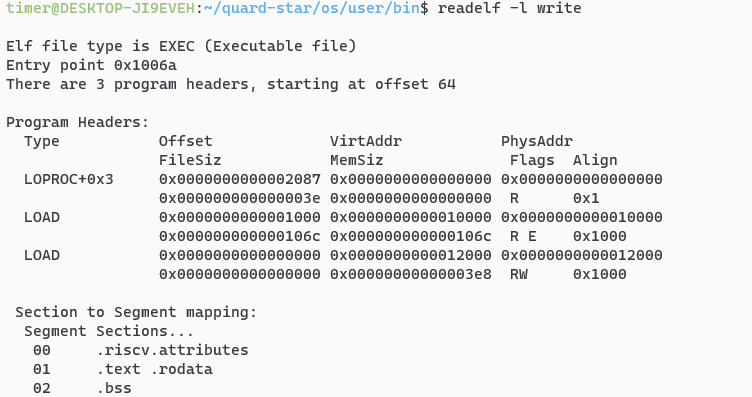 timer@DESKTOP-JI9EVEH:~/quard-star/os/user/bin$ readelf -l write
Elf file type is EXEC (Executable file)
Entry point 0x1006a
There are 3 program headers, starting at offset 64
Program Headers:
  Type           Offset             VirtAddr           PhysAddr
                 FileSiz            MemSiz              Flags  Align
  LOPROC+0x3     0x0000000000002087 0x0000000000000000 0x0000000000000000
                 0x000000000000003e 0x0000000000000000  R      0x1
  LOAD           0x0000000000001000 0x0000000000010000 0x0000000000010000
                 0x000000000000106c 0x000000000000106c  R E    0x1000
  LOAD           0x0000000000000000 0x0000000000012000 0x0000000000012000
                 0x0000000000000000 0x00000000000003e8  RW     0x1000
 Section to Segment mapping:
  Segment Sections...
   00     .riscv.attributes
   01     .text .rodata
   02     .bss